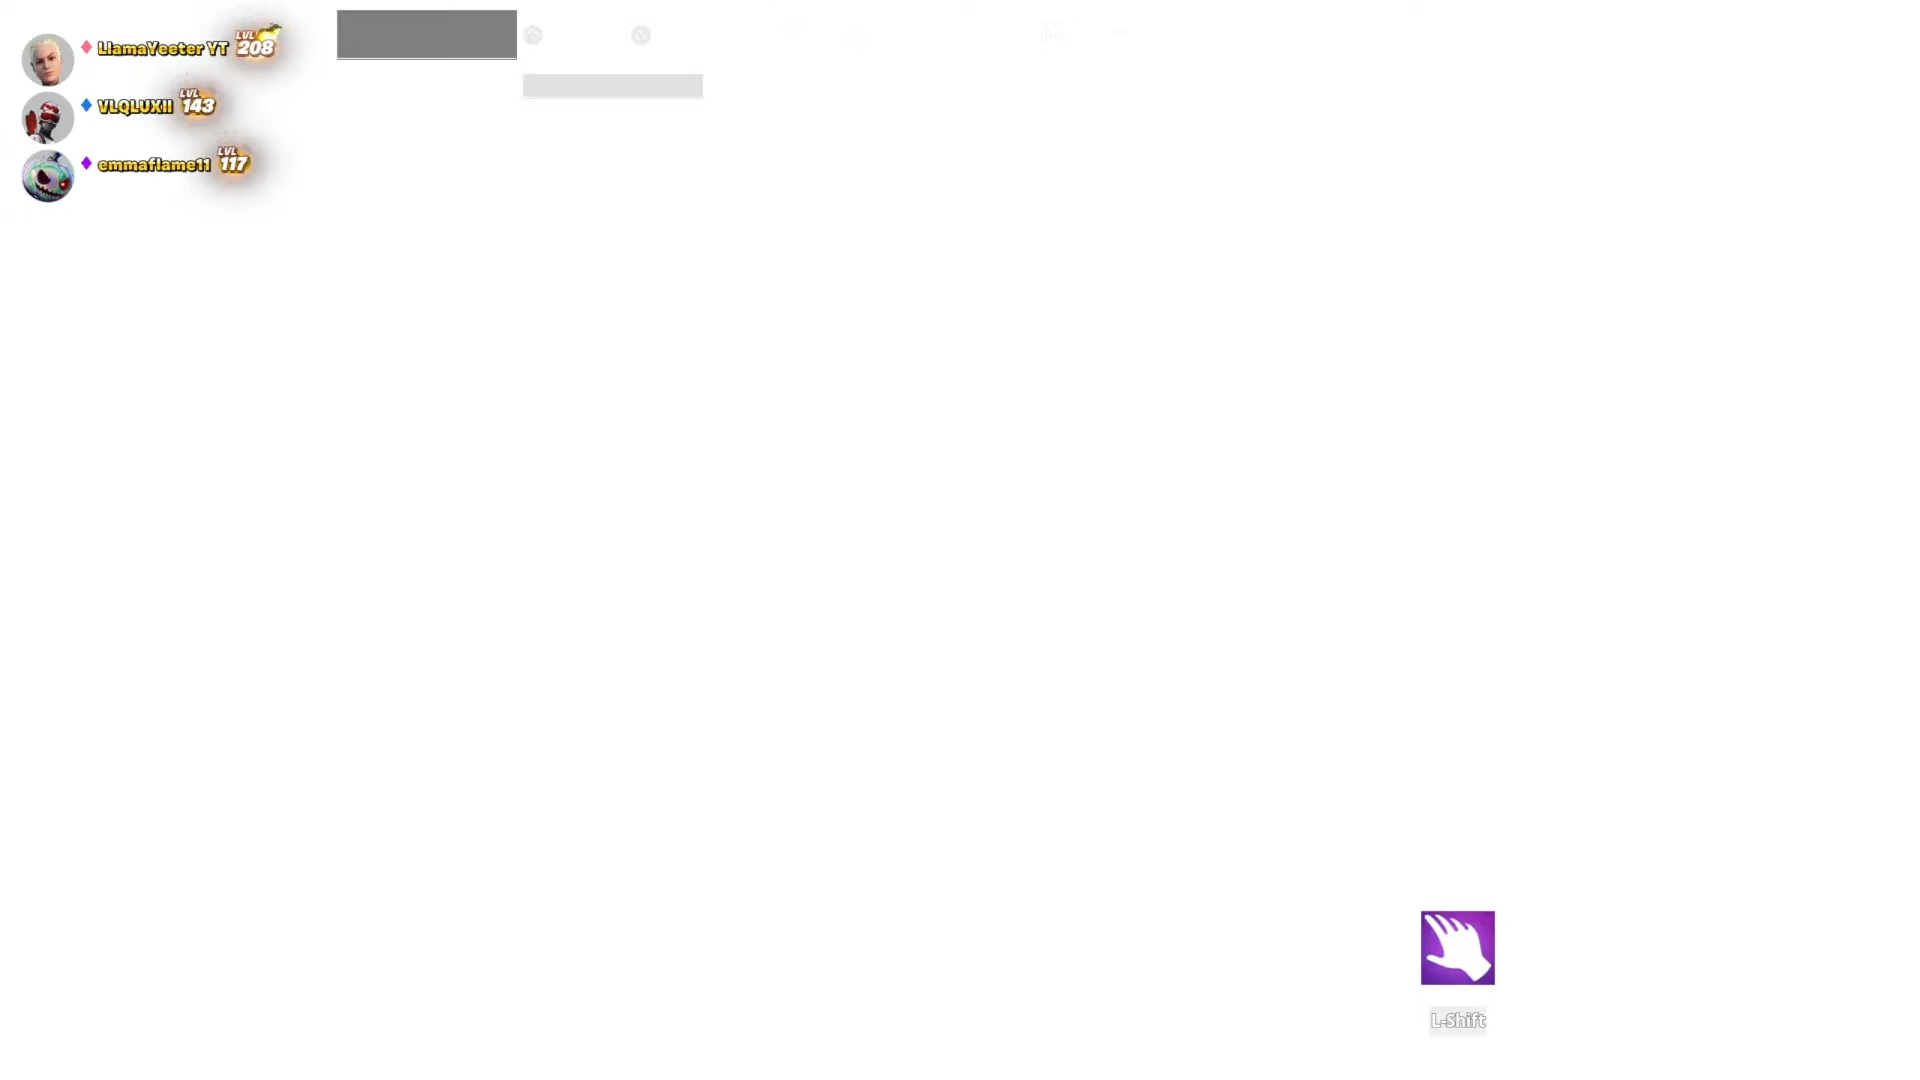 LlamaYeeter YT LVL 208
VLQLUXII LVL 143
emmaflame11 LVL 117
L-Shift